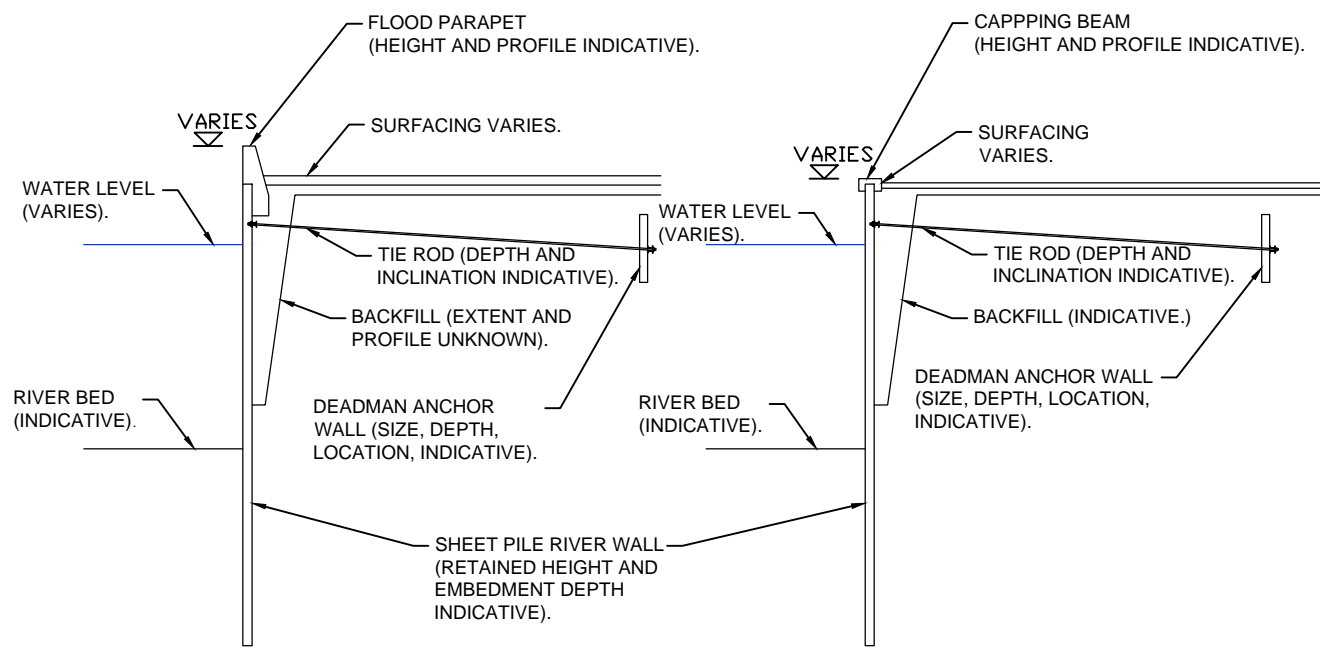 FLOOD PARAPET
(HEIGHT AND PROFILE INDICATIVE).
VARIES
SURFACING VARIES.
WATER LEVEL
(VARIES).
TIE ROD (DEPTH AND
INCLINATION INDICATIVE).
BACKFILL (EXTENT AND
PROFILE UNKNOWN).
RIVER BED
(INDICATIVE).
DEADMAN ANCHOR
WALL (SIZE, DEPTH,
LOCATION, INDICATIVE).
SHEET PILE RIVER WALL
(RETAINED HEIGHT AND
EMBEDMENT DEPTH
INDICATIVE).
CAPPPING BEAM
(HEIGHT AND PROFILE INDICATIVE).
VARIES
SURFACING
VARIES.
WATER LEVEL
(VARIES).
TIE ROD (DEPTH AND
INCLINATION INDICATIVE).
BACKFILL (INDICATIVE.)
DEADMAN ANCHOR WALL
(SIZE, DEPTH, LOCATION,
INDICATIVE).
RIVER BED
(INDICATIVE).